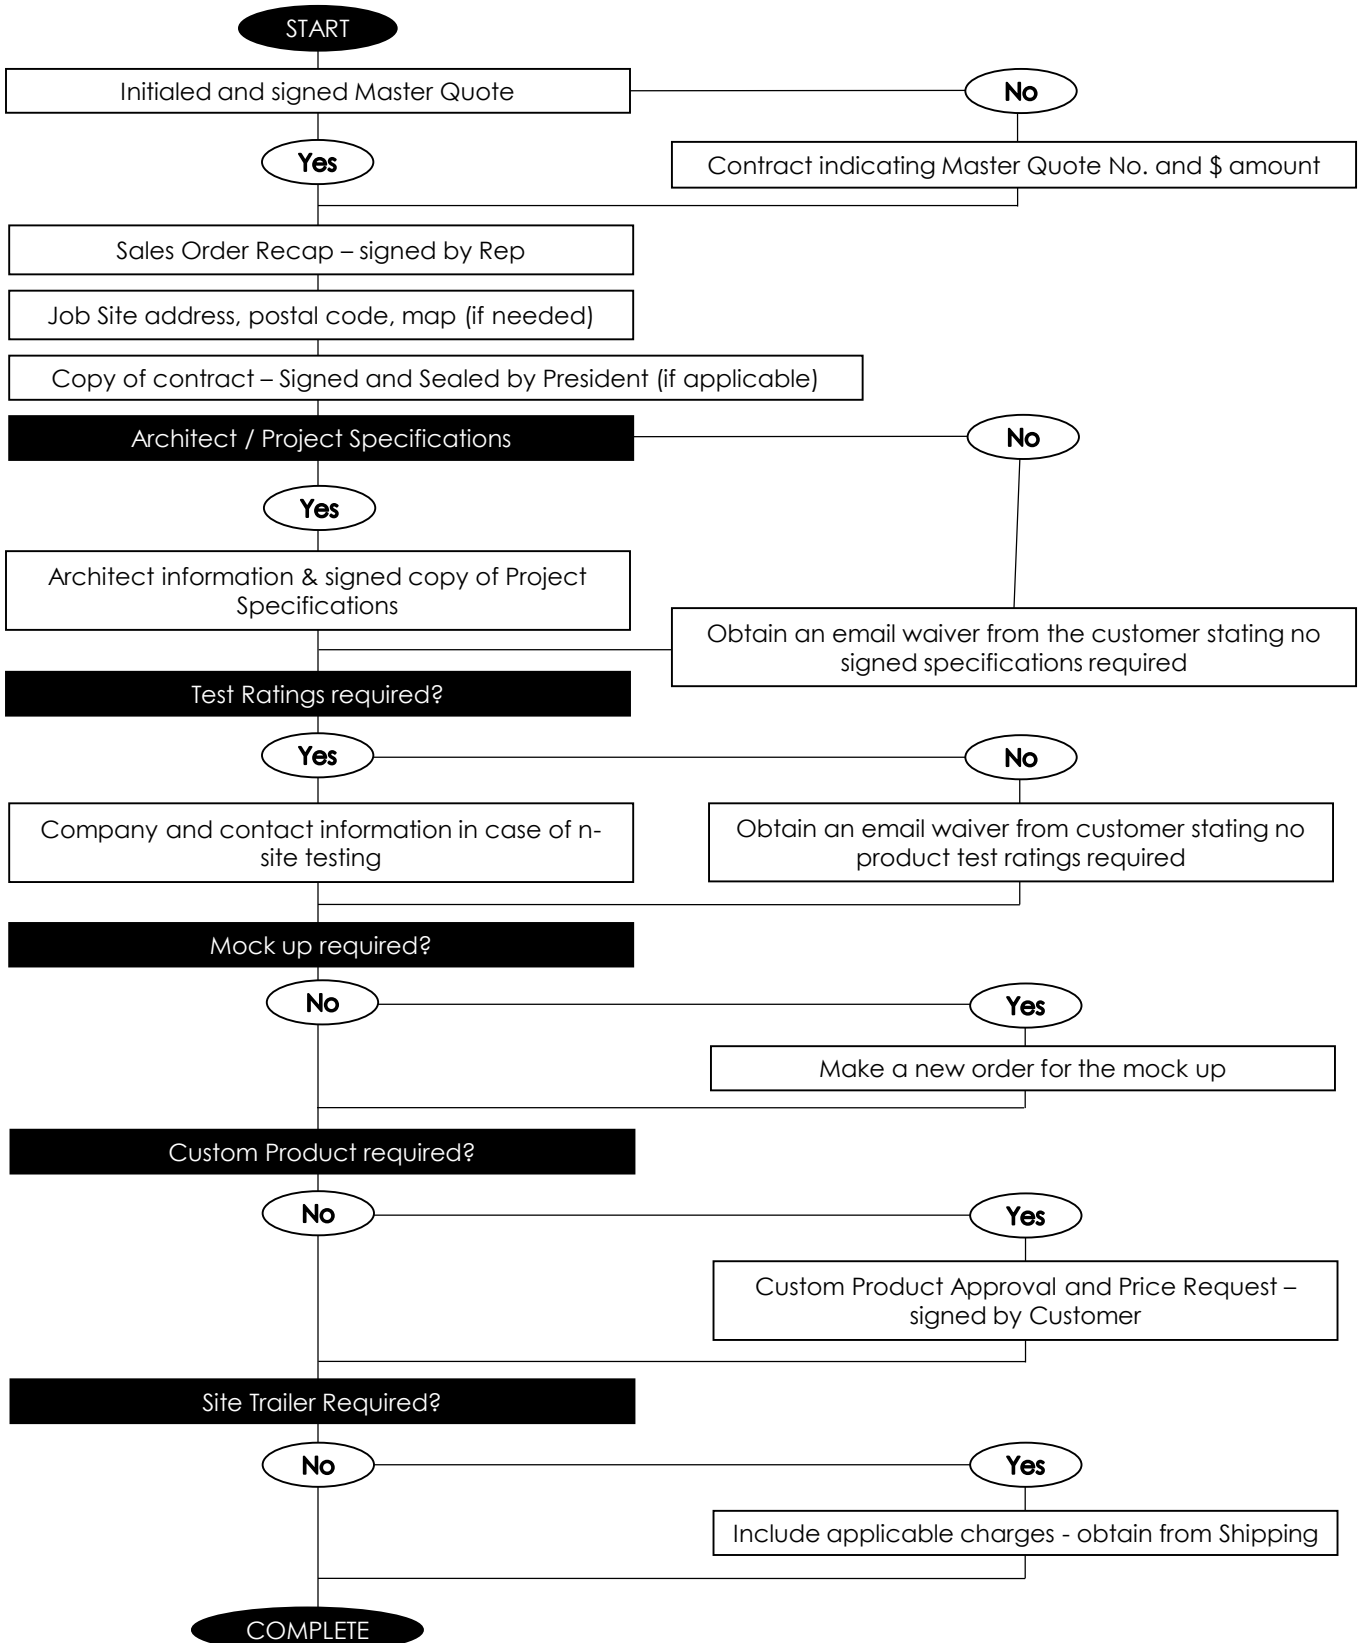 START
Initialed and signed Master Quote
No
Yes
Contract indicating Master Quote No. and $ amount
Sales Order Recap – signed by Rep
Job Site address, postal code, map (if needed)
Copy of contract – Signed and Sealed by President (if applicable)
Architect / Project Specifications
No
Yes
Architect information & signed copy of Project
Specifications
Obtain an email waiver from the customer stating no
signed specifications required
Test Ratings required?
Yes
No
Company and contact information in case of n-
site testing
Obtain an email waiver from customer stating no
product test ratings required
Mock up required?
No
Yes
Make a new order for the mock up
Custom Product required?
No
Yes
Custom Product Approval and Price Request –
signed by Customer
Site Trailer Required?
No
Yes
Include applicable charges - obtain from Shipping
COMPLETE